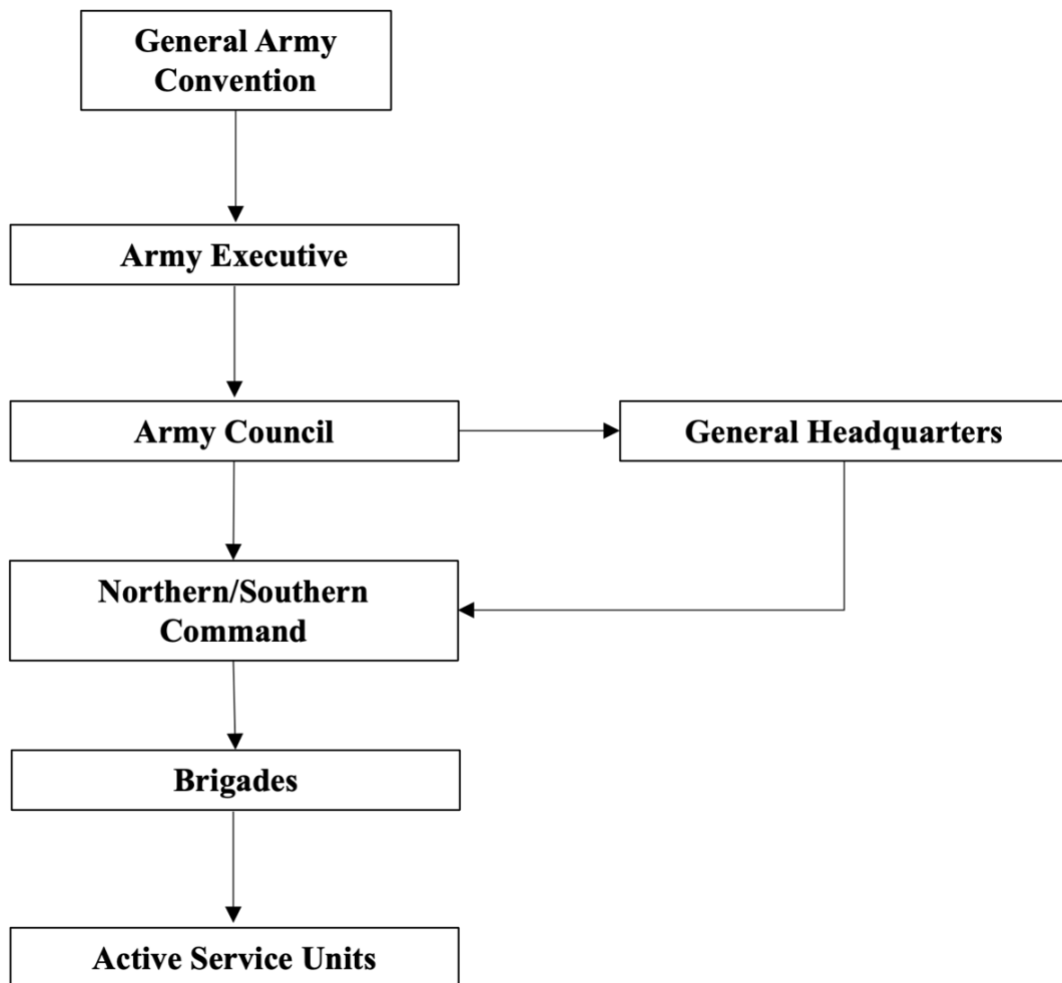 General Army
Convention
Army Executive
Army Council
General Headquarters
Northern/Southern
Command
Brigades
Active Service Units